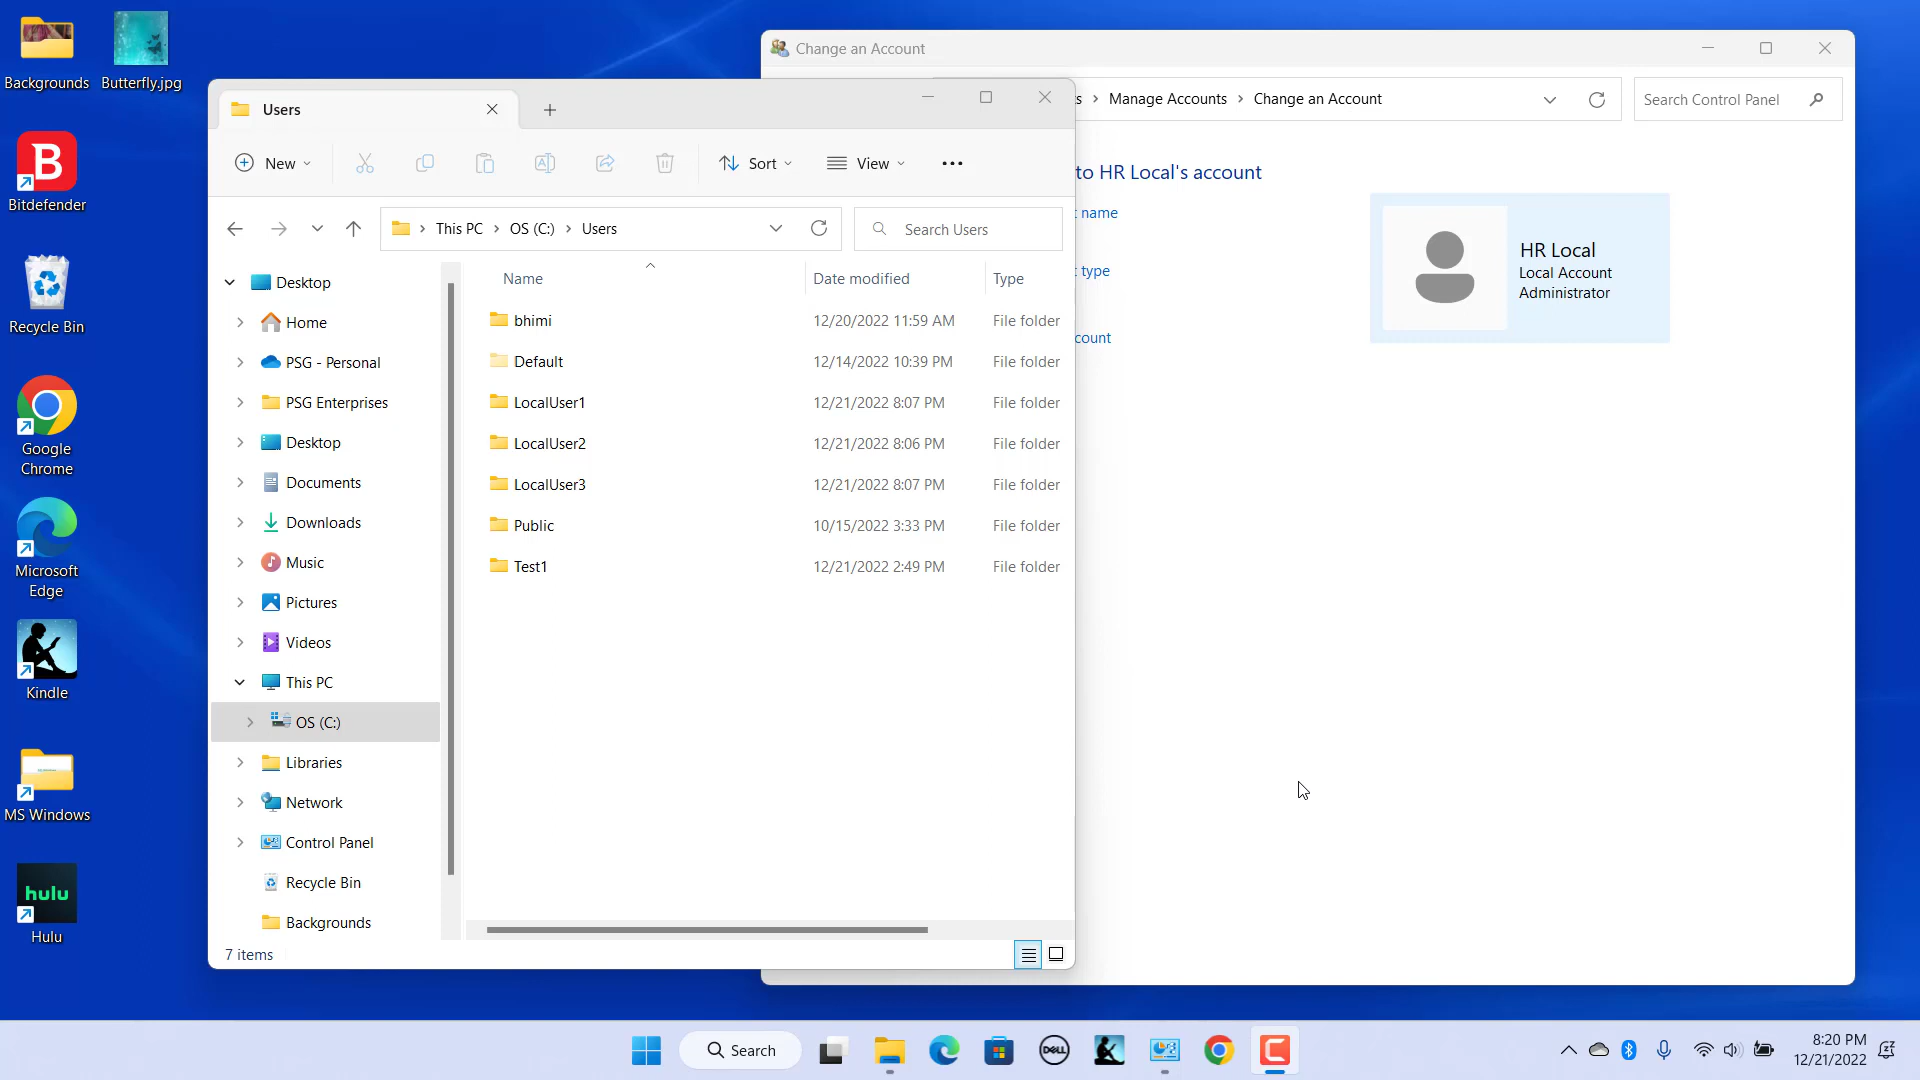 Backgrounds
Butterfly.jpg
Bitdefender
Recycle Bin
Google
Chrome
Microsoft
Edge
Kindle
MS Windows
hulu
Hulu
Change an Account
Manage Accounts
Change an Account
Search Control Panel
to HR Local's account
name
type
HR Local
Local Account
Administrator
Users
New
Sort
View
This PC
OS (C:)
Users
Search Users
Desktop
Home
PSG - Personal
PSG Enterprises
Desktop
Documents
Downloads
Music
Pictures
Videos
This PC
OS (C:)
Libraries
Network
Control Panel
Recycle Bin
Backgrounds
Name Date modified Type
bhimi 12/20/2022 11:59 AM File folder
Default 12/14/2022 10:39 PM File folder
LocalUser1 12/21/2022 8:07 PM File folder
LocalUser2 12/21/2022 8:06 PM File folder
LocalUser3 12/21/2022 8:07 PM File folder
Public 10/15/2022 3:33 PM File folder
Test1 12/21/2022 2:49 PM File folder
7 items
Search
DELL
8:20 PM
12/21/2022